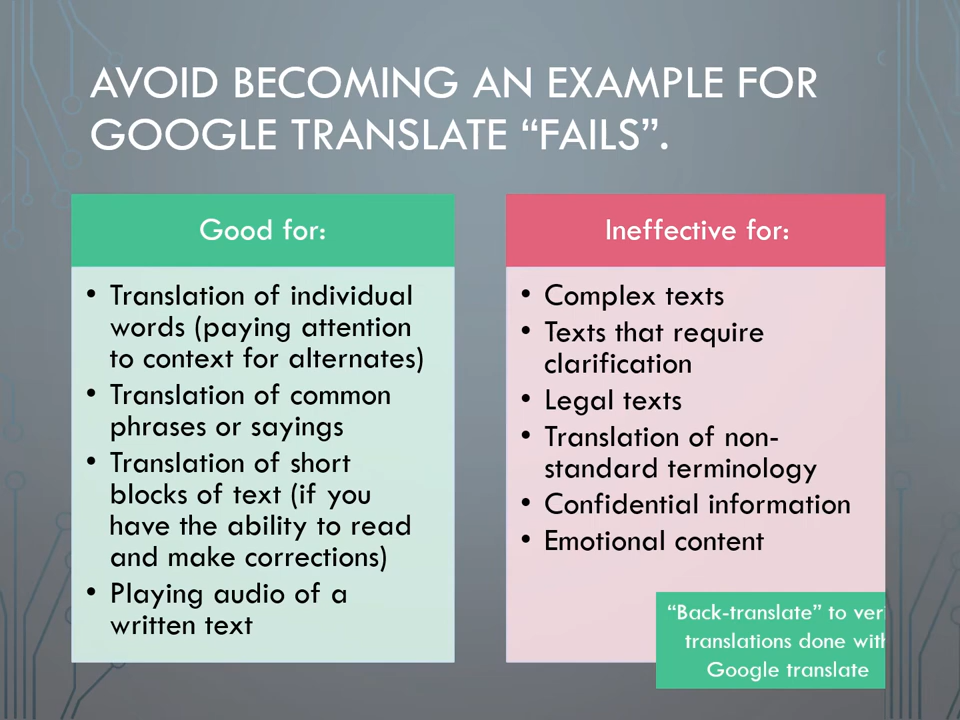 AVOID BECOMING AN EXAMPLE FOR
GOOGLE TRANSLATE “FAILS”.
Good for:
• Translation of individual
words (paying attention
to context for alternates)
• Translation of common
phrases or sayings
• Translation of short
blocks of text (if you
have the ability to read
and make corrections)
• Playing audio of a
written text
Ineffective for:
• Complex texts
• Texts that require
clarification
• Legal texts
• Translation of non-
standard terminology
• Confidential information
• Emotional content
“Back-translate” to
translations done with
Google translate